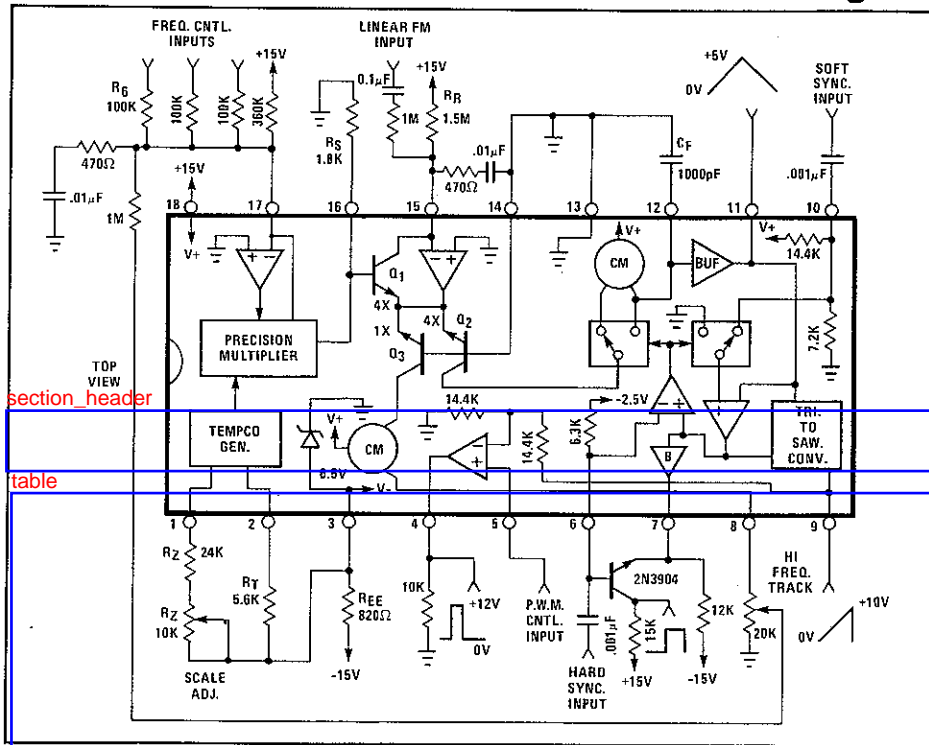 FREQ. CNTL.
INPUTS
LINEAR FM
INPUT
+15V
+15V
0.1µF
+5V
0V
SOFT
SYNC.
INPUT
R6
100K
100K
100K
360K
RS
1.8K
1M
RR
1.5M
.01µF
470Ω
CF
1000pF
.001µF
470Ω
.01µF
+15V
1M
18
17
16
15
14
13
12
11
10
V+
V+
V+
14.4K
CM
BUF
Q1
4X
1X
4X
Q2
Q3
PRECISION
MULTIPLIER
7.2K
TOP
VIEW
section_header
-2.5V
14.4K
TEMPCO
GEN.
V+
CM
14.4K
6.3K
B
TRI.
TO
SAW.
CONV.
table
V-
1
2
3
4
5
6
7
8
9
RZ
24K
RT
5.6K
REE
820Ω
10K
+12V
0V
P.W.M.
CNTL.
INPUT
2N3904
HI
FREQ.
TRACK
RZ
10K
.001µF
15K
12K
20K
0V
+10V
SCALE
ADJ.
-15V
HARD
SYNC.
INPUT
+15V
-15V